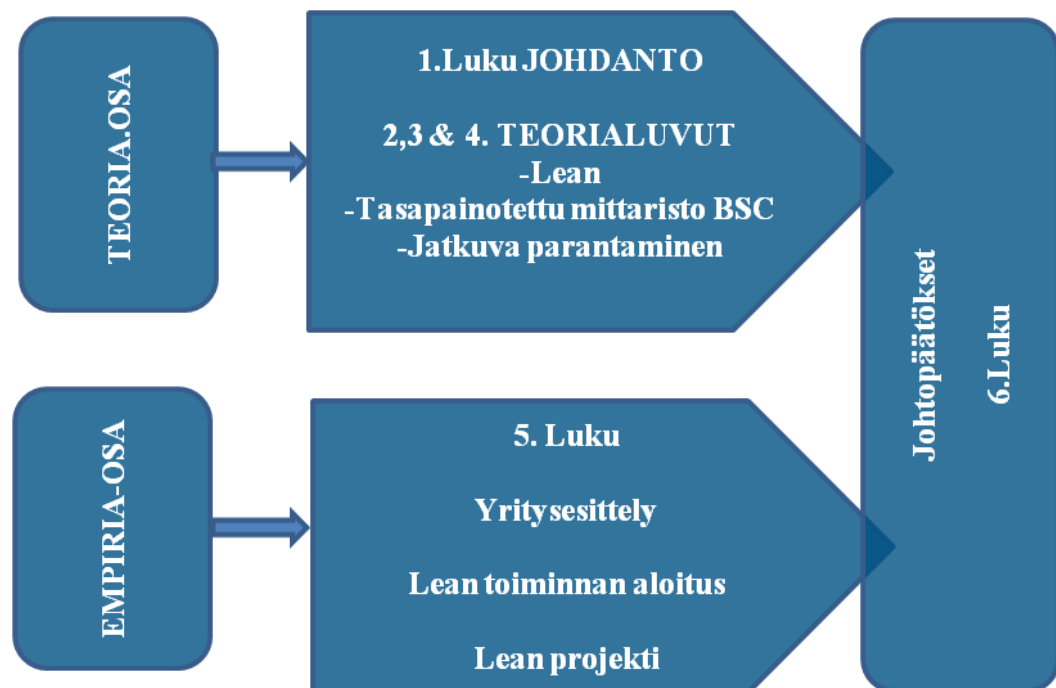 TEORIA.OSA
1.Luku JOHDANTO
2,3 & 4. TEORIALUVUT
-Lean
-Tasapainotettu mittaristo BSC
-Jatkuva parantaminen
EMPIRIA-OSA
5. Luku
Yritysesittely
Lean toiminnan aloitus
Lean projekti
Johtopäätökset
6.Luku